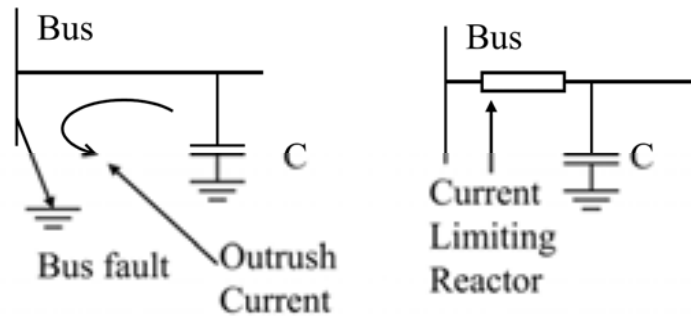 Bus
C
Bus fault
Outrush
Current
Bus
C
Current
Limiting
Reactor